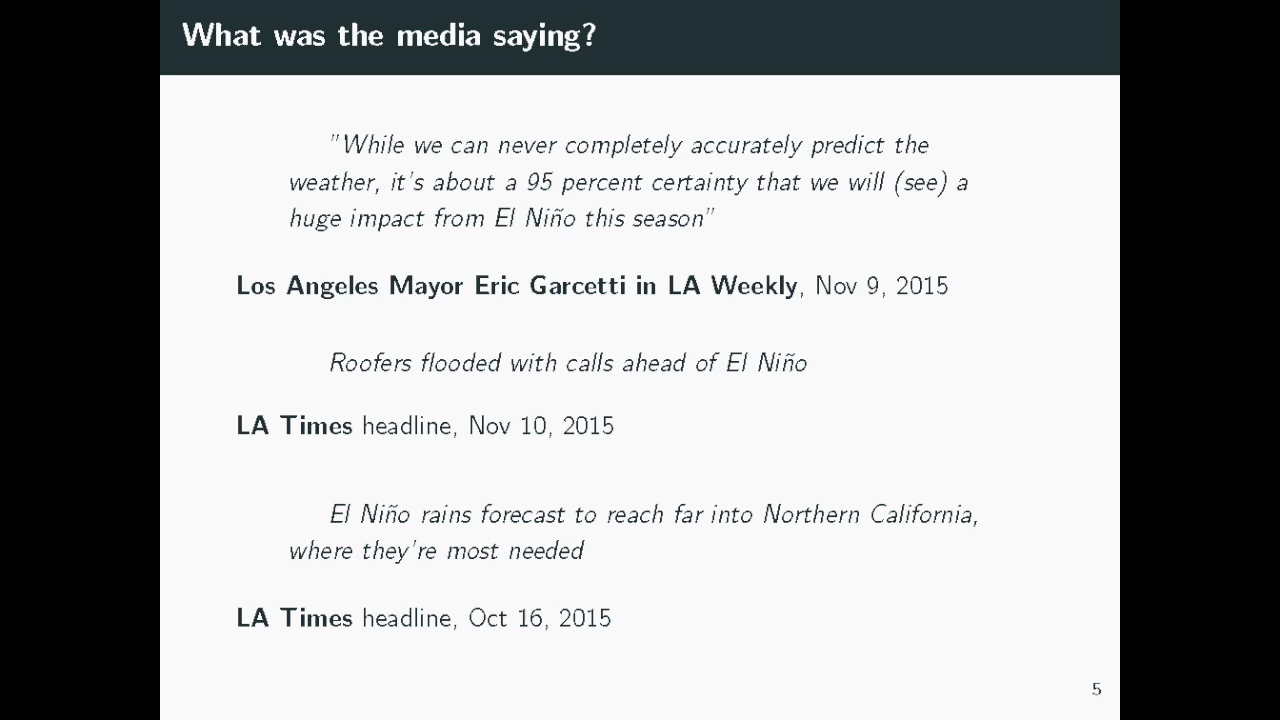 What was the media saying?
"While we can never completely accurately predict the
weather, it's about a 95 percent certainty that we will (see) a
huge impact from El Niño this season"
Los Angeles Mayor Eric Garcetti in LA Weekly, Nov 9, 2015
Roofers flooded with calls ahead of El Niño
LA Times headline, Nov 10, 2015
El Niño rains forecast to reach far into Northern California,
where they're most needed
LA Times headline, Oct 16, 2015
5